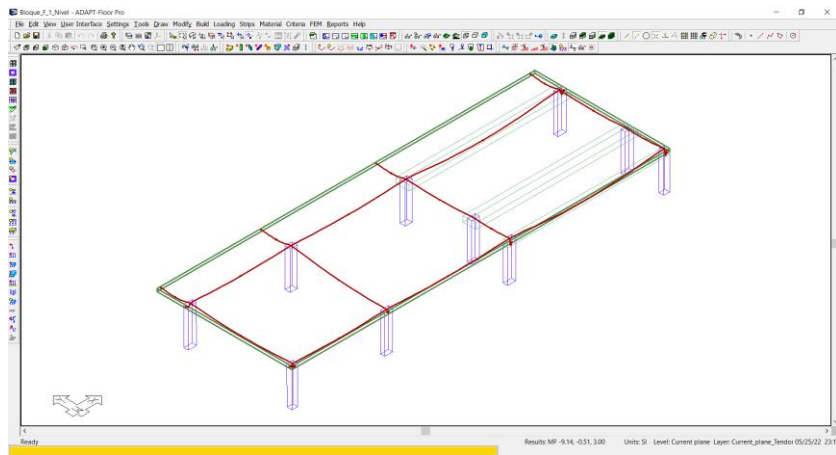 Bloque_F_1_Nivel - ADAPT-Floor Pro
File Edit View User Interface Settings Tools Draw Modify Build Loading Strips Material Criteria FEM Reports Help
Ready
Results: MF -9.14, -0.51, 3.00 Units: SI Level: Current plane Layer: Current_plane_Tendon 05/25/22 23:1